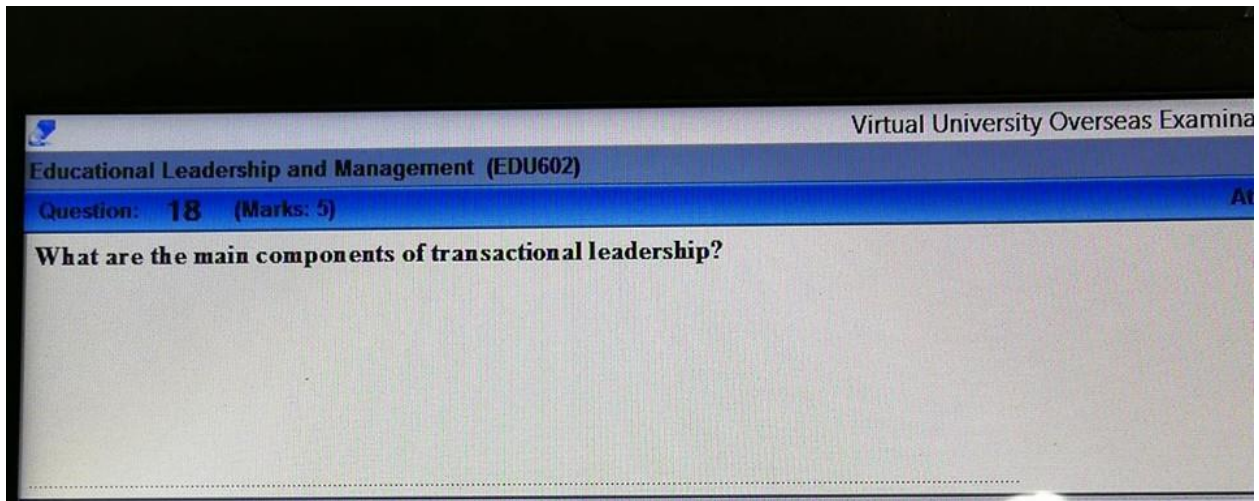 Virtual University Overseas Examina
Educational Leadership and Management (EDU602)
Question: 18 (Marks: 5)
At
What are the main components of transactional leadership?